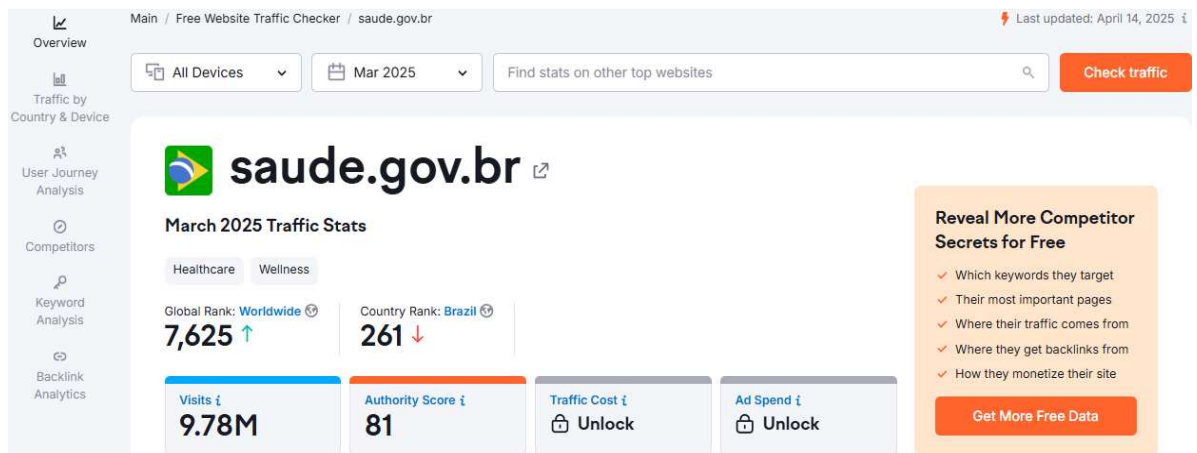 Overview
Traffic by
Country & Device
User Journey
Analysis
Competitors
Keyword
Analysis
Backlink
Analytics
Main / Free Website Traffic Checker / saude.gov.br
Last updated: April 14, 2025 i
All Devices
Mar 2025
Find stats on other top websites
Check traffic
saude.gov.br
March 2025 Traffic Stats
Healthcare
Wellness
Global Rank: Worldwide
7,625 ↑
Country Rank: Brazil
261 ↓
Visits i
9.78M
Authority Score i
81
Traffic Cost i
Unlock
Ad Spend i
Unlock
Reveal More Competitor
Secrets for Free
Which keywords they target
Their most important pages
Where their traffic comes from
Where they get backlinks from
How they monetize their site
Get More Free Data